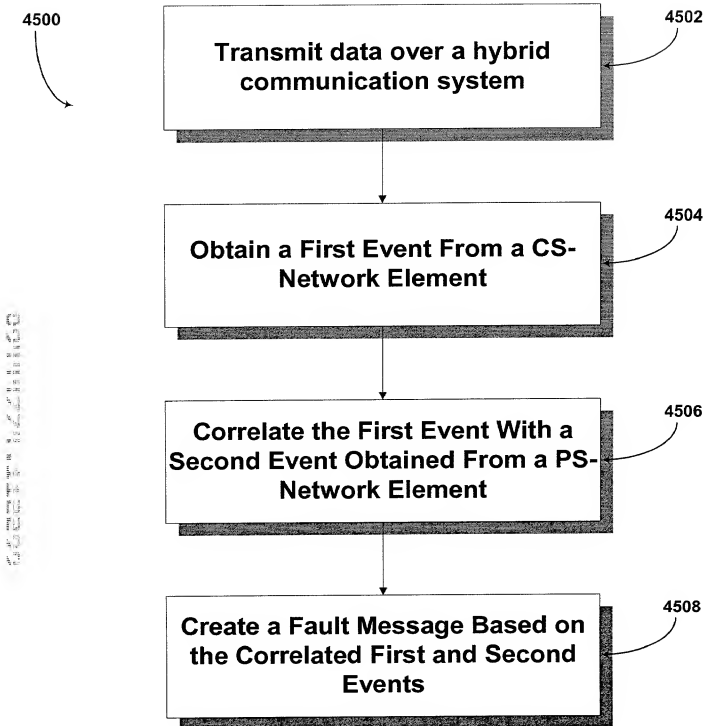 4500
4502
Transmit data over a hybrid
communication system
4504
Obtain a First Event From a CS-
Network Element
4506
Correlate the First Event With a
Second Event Obtained From a PS-
Network Element
4508
Create a Fault Message Based on
the Correlated First and Second
Events